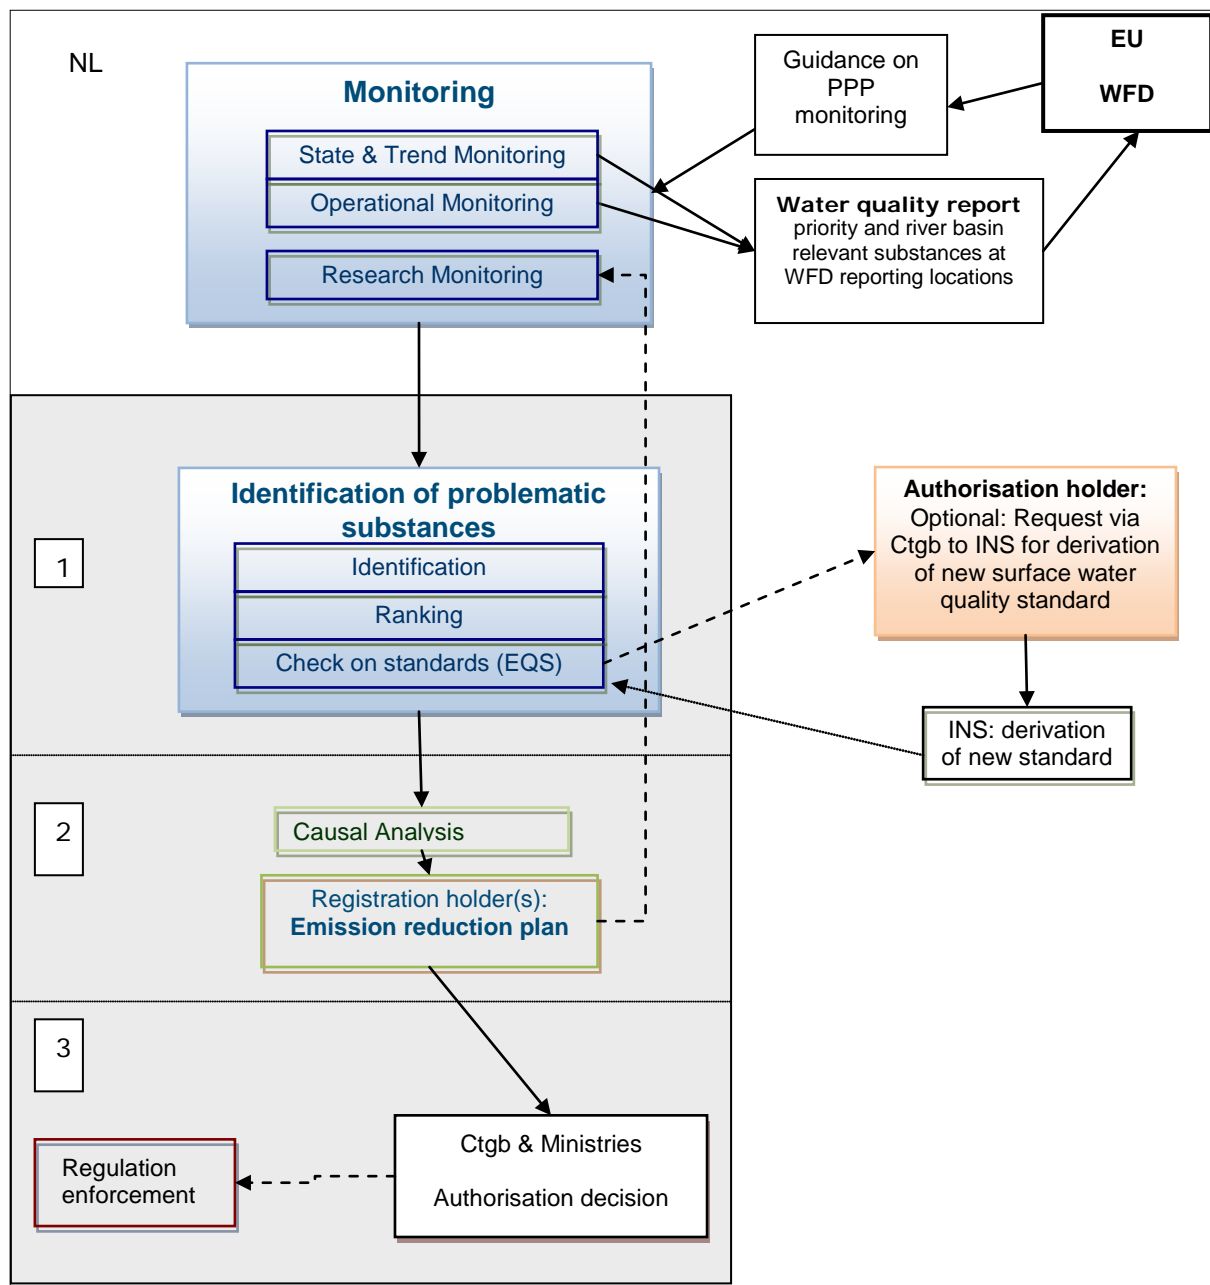 NL
Monitoring
State & Trend Monitoring
Operational Monitoring
Research Monitoring
Guidance on
PPP
monitoring
EU
WFD
Water quality report
priority and river basin
relevant substances at
WFD reporting locations
1
Identification of problematic
substances
Identification
Ranking
Check on standards (EQS)
Authorisation holder:
Optional: Request via
Ctgb to INS for derivation
of new surface water
quality standard
INS: derivation
of new standard
2
Causal Analysis
Registration holder(s):
Emission reduction plan
3
Ctgb & Ministries
Authorisation decision
Regulation
enforcement